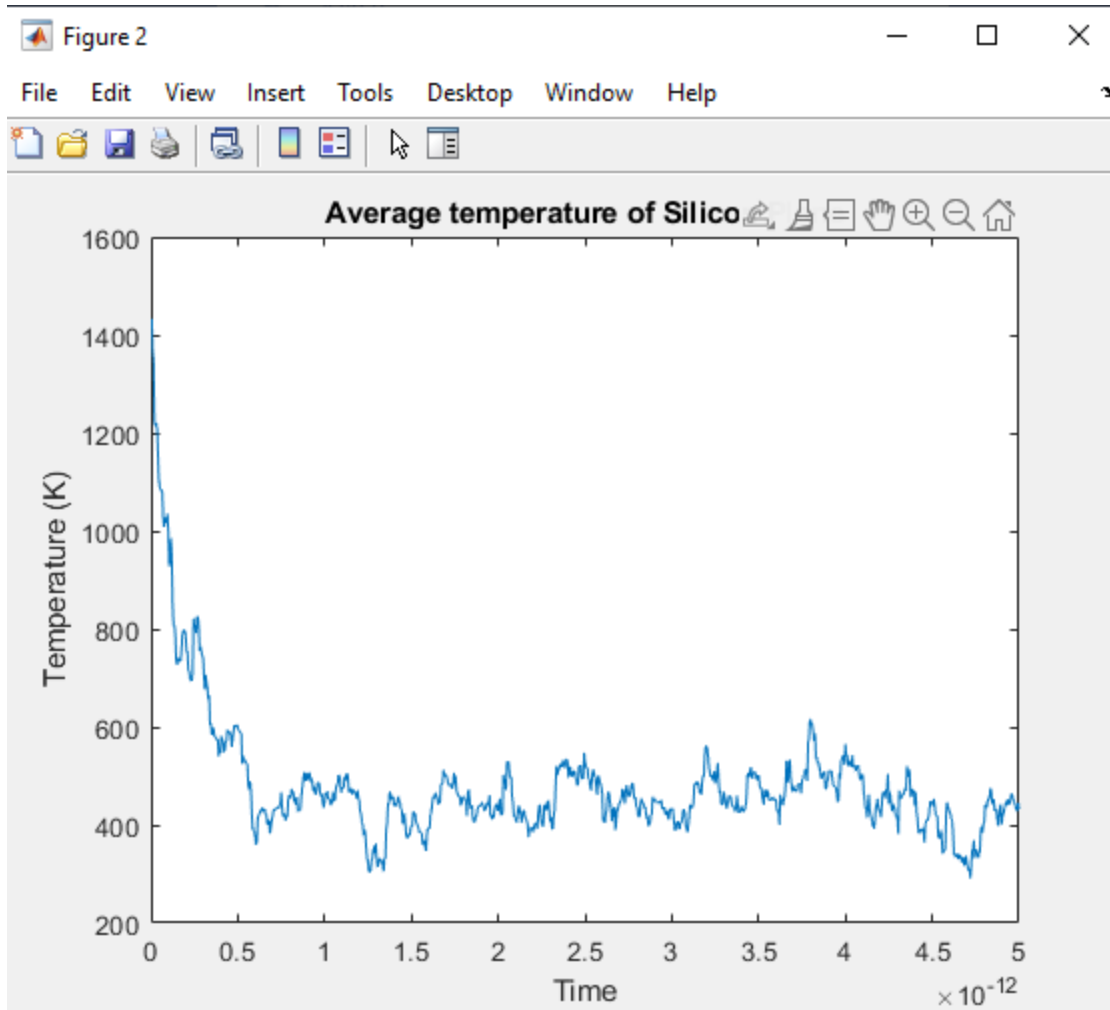 Figure 2
File Edit View Insert Tools Desktop Window Help
Average temperature of Silico
1600
1400
1200
1000
800
600
400
200
Temperature (K)
0 0.5 1 1.5 2 2.5 3 3.5 4 4.5 5
Time
×10⁻¹²